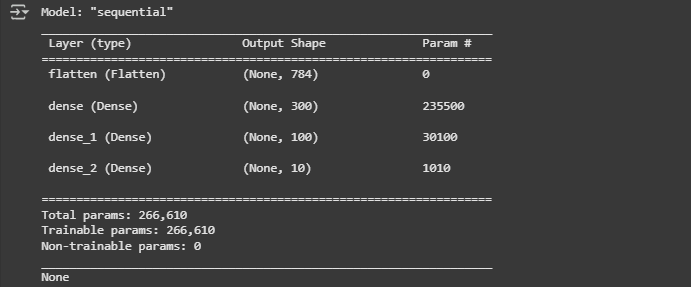 Model: "sequential"
Layer (type) Output Shape Param #
flatten (Flatten) (None, 784) 0
dense (Dense) (None, 300) 235500
dense_1 (Dense) (None, 100) 30100
dense_2 (Dense) (None, 10) 1010
Total params: 266,610
Trainable params: 266,610
Non-trainable params: 0
None